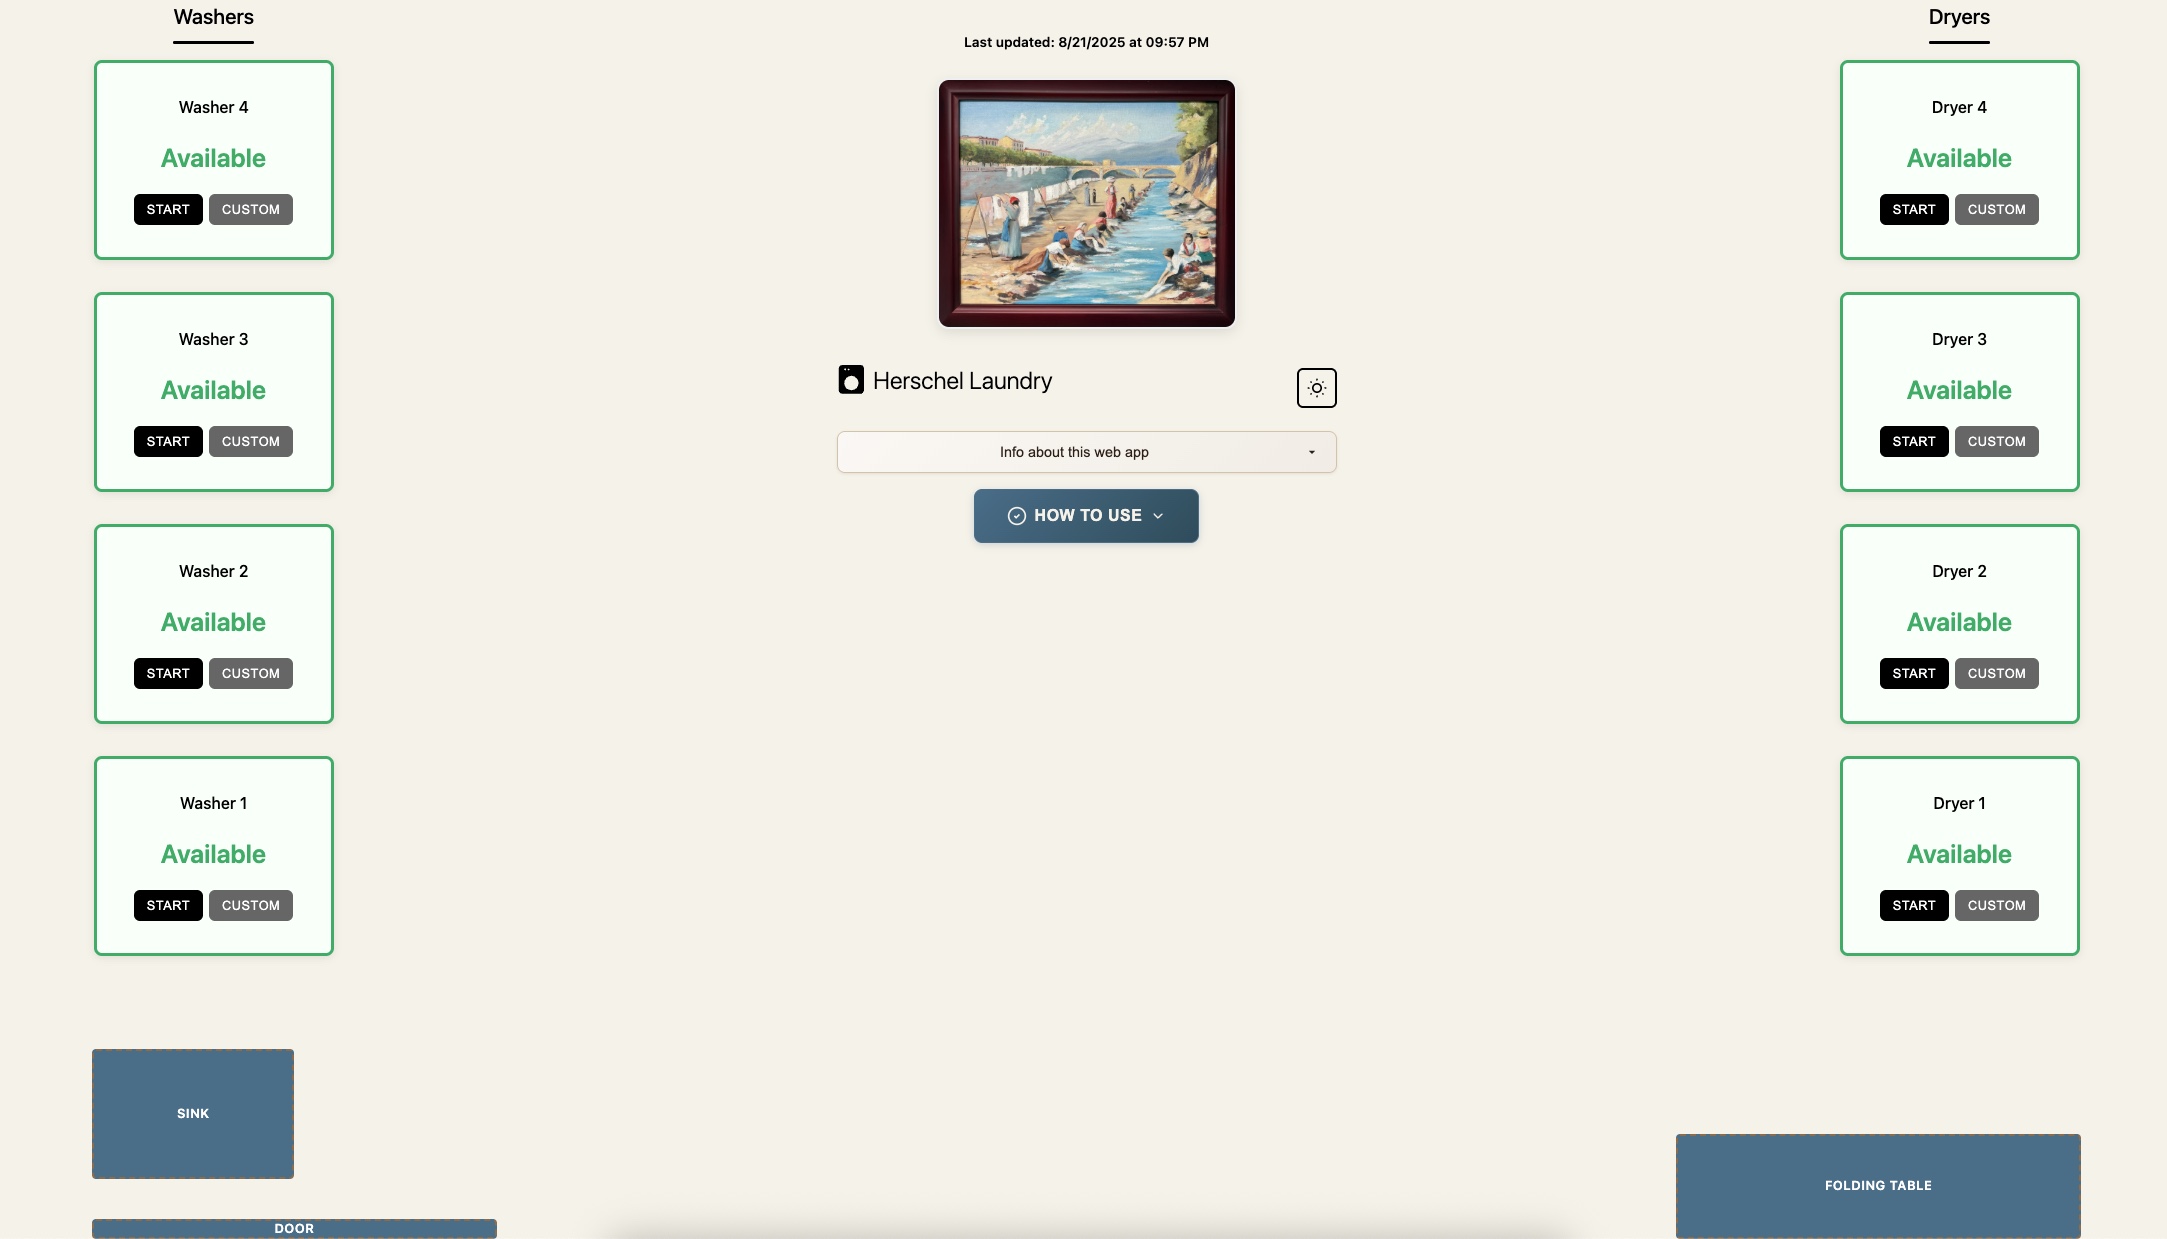 Washers
Washer 4
Available
START CUSTOM
Washer 3
Available
START CUSTOM
Washer 2
Available
START CUSTOM
Washer 1
Available
START CUSTOM
SINK
DOOR
Last updated: 8/21/2025 at 09:57 PM
Herschel Laundry
Info about this web app
HOW TO USE
Dryers
Dryer 4
Available
START CUSTOM
Dryer 3
Available
START CUSTOM
Dryer 2
Available
START CUSTOM
Dryer 1
Available
START CUSTOM
FOLDING TABLE